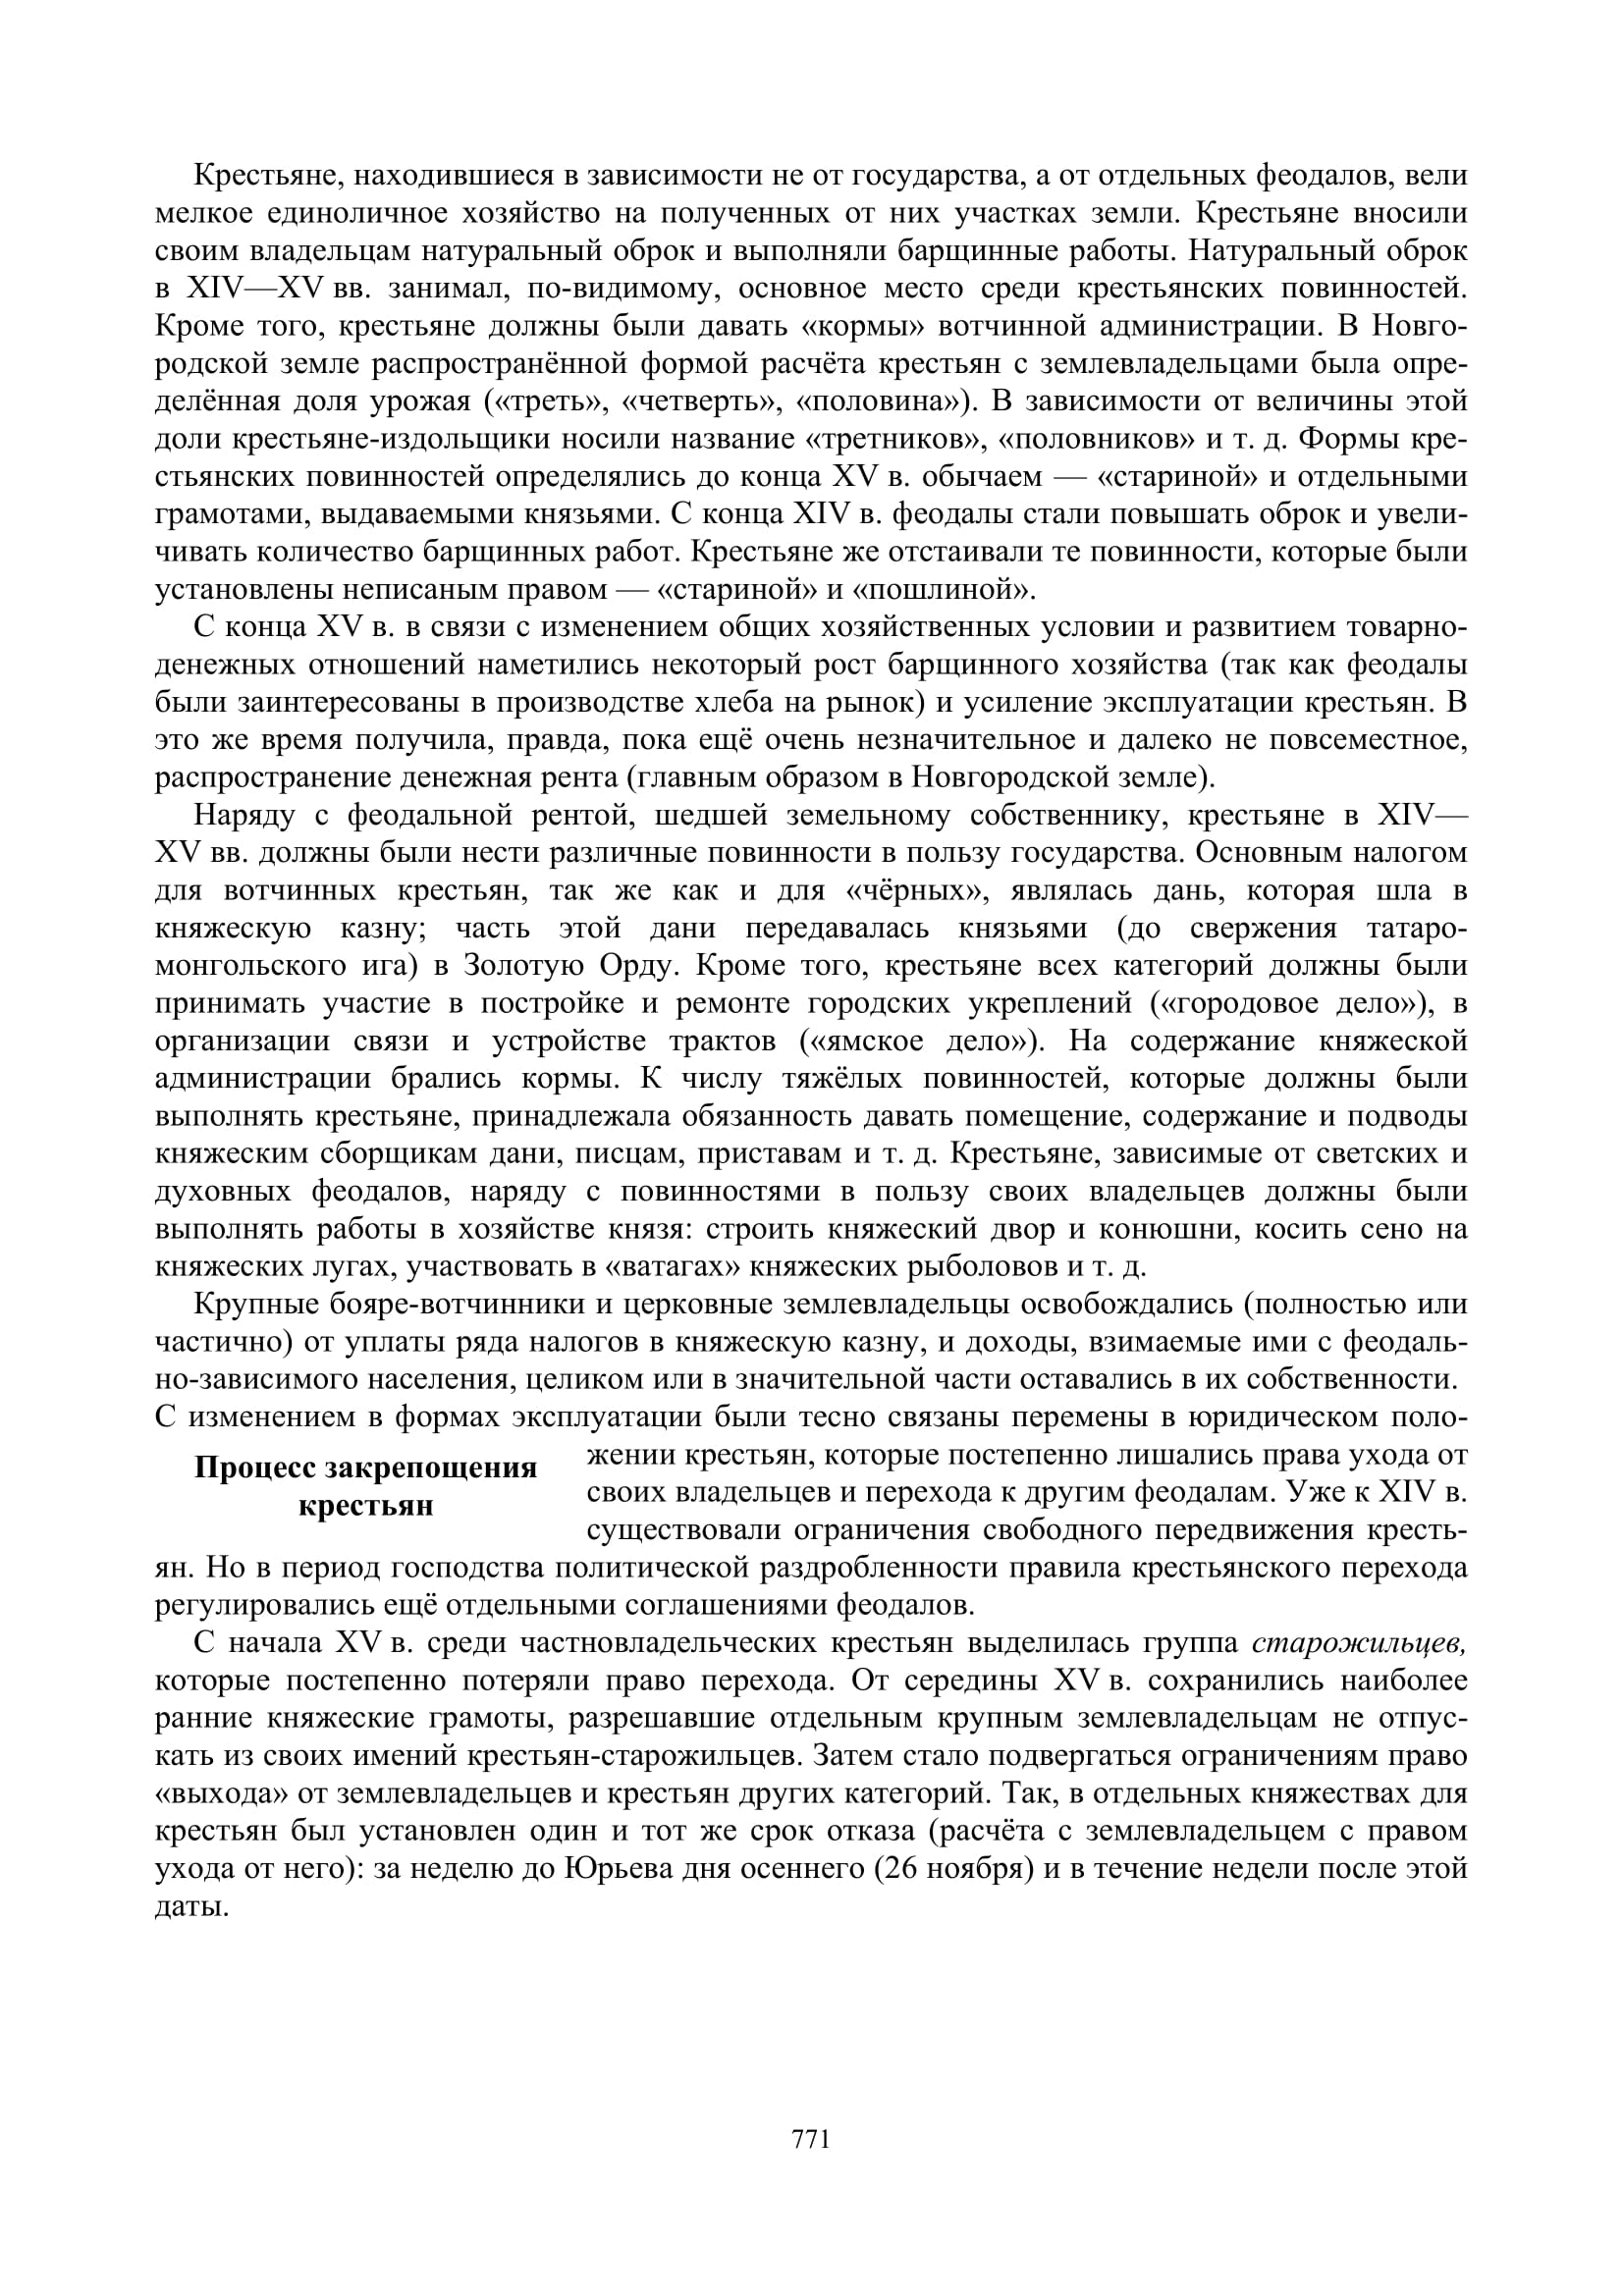 Крестьяне, находившиеся в зависимости не от государства, а от отдельных феодалов, вели
мелкое единоличное хозяйство на полученных от них участках земли. Крестьяне вносили
своим владельцам натуральный оброк и выполняли барщинные работы. Натуральный оброк
в XIV—XV вв. занимал, по-видимому, основное место среди крестьянских повинностей.
Кроме того, крестьяне должны были давать «кормы» вотчинной администрации. В Новго-
родской земле распространённой формой расчёта крестьян с землевладельцами была опре-
делённая доля урожая («треть», «четверть», «половина»). В зависимости от величины этой
доли крестьяне-издольщики носили название «третников», «половников» и т. д. Формы кре-
стьянских повинностей определялись до конца XV в. обычаем — «стариной» и отдельными
грамотами, выдаваемыми князьями. С конца XIV в. феодалы стали повышать оброк и увели-
чивать количество барщинных работ. Крестьяне же отстаивали те повинности, которые были
установлены неписаным правом — «стариной» и «пошлиной».
С конца XV в. в связи с изменением общих хозяйственных условии и развитием товарно-
денежных отношений наметились некоторый рост барщинного хозяйства (так как феодалы
были заинтересованы в производстве хлеба на рынок) и усиление эксплуатации крестьян. В
это же время получила, правда, пока ещё очень незначительное и далеко не повсеместное,
распространение денежная рента (главным образом в Новгородской земле).
Наряду с феодальной рентой, шедшей земельному собственнику, крестьяне в XIV—
XV вв. должны были нести различные повинности в пользу государства. Основным налогом
для вотчинных крестьян, так же как и для «чёрных», являлась дань, которая шла в
княжескую казну; часть этой дани передавалась князьями (до свержения татаро-
монгольского ига) в Золотую Орду. Кроме того, крестьяне всех категорий должны были
принимать участие в постройке и ремонте городских укреплений («городовое дело»), в
организации связи и устройстве трактов («ямское дело»). На содержание княжеской
администрации брались кормы. К числу тяжёлых повинностей, которые должны были
выполнять крестьяне, принадлежала обязанность давать помещение, содержание и подводы
княжеским сборщикам дани, писцам, приставам и т. д. Крестьяне, зависимые от светских и
духовных феодалов, наряду с повинностями в пользу своих владельцев должны были
выполнять работы в хозяйстве князя: строить княжеский двор и конюшни, косить сено на
княжеских лугах, участвовать в «ватагах» княжеских рыболовов и т. д.
Крупные бояре-вотчинники и церковные землевладельцы освобождались (полностью или
частично) от уплаты ряда налогов в княжескую казну, и доходы, взимаемые ими с феодаль-
но-зависимого населения, целиком или в значительной части оставались в их собственности.
С изменением в формах эксплуатации были тесно связаны перемены в юридическом поло-
Процесс закрепощения
крестьян
жении крестьян, которые постепенно лишались права ухода от
своих владельцев и перехода к другим феодалам. Уже к XIV в.
существовали ограничения свободного передвижения кресть-
ян. Но в период господства политической раздробленности правила крестьянского перехода
регулировались ещё отдельными соглашениями феодалов.
С начала XV в. среди частновладельческих крестьян выделилась группа старожильцев,
которые постепенно потеряли право перехода. От середины XV в. сохранились наиболее
ранние княжеские грамоты, разрешавшие отдельным крупным землевладельцам не отпус-
кать из своих имений крестьян-старожильцев. Затем стало подвергаться ограничениям право
«выхода» от землевладельцев и крестьян других категорий. Так, в отдельных княжествах для
крестьян был установлен один и тот же срок отказа (расчёта с землевладельцем с правом
ухода от него): за неделю до Юрьева дня осеннего (26 ноября) и в течение недели после этой
даты.
771